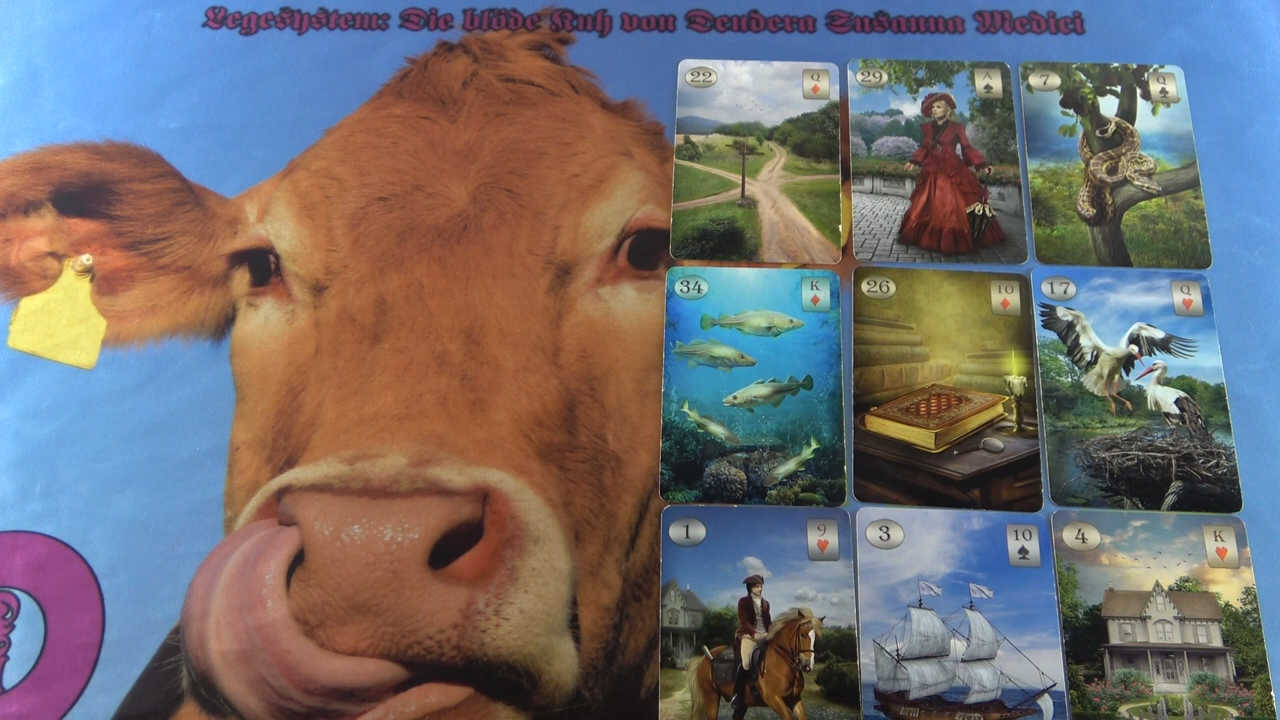 Legesÿstem: Die blöde Kuh von Dendera Susanna Medici
22 Q
29 A
7 Q
34 K
26 10
17 Q
1 9
3 10
4 K